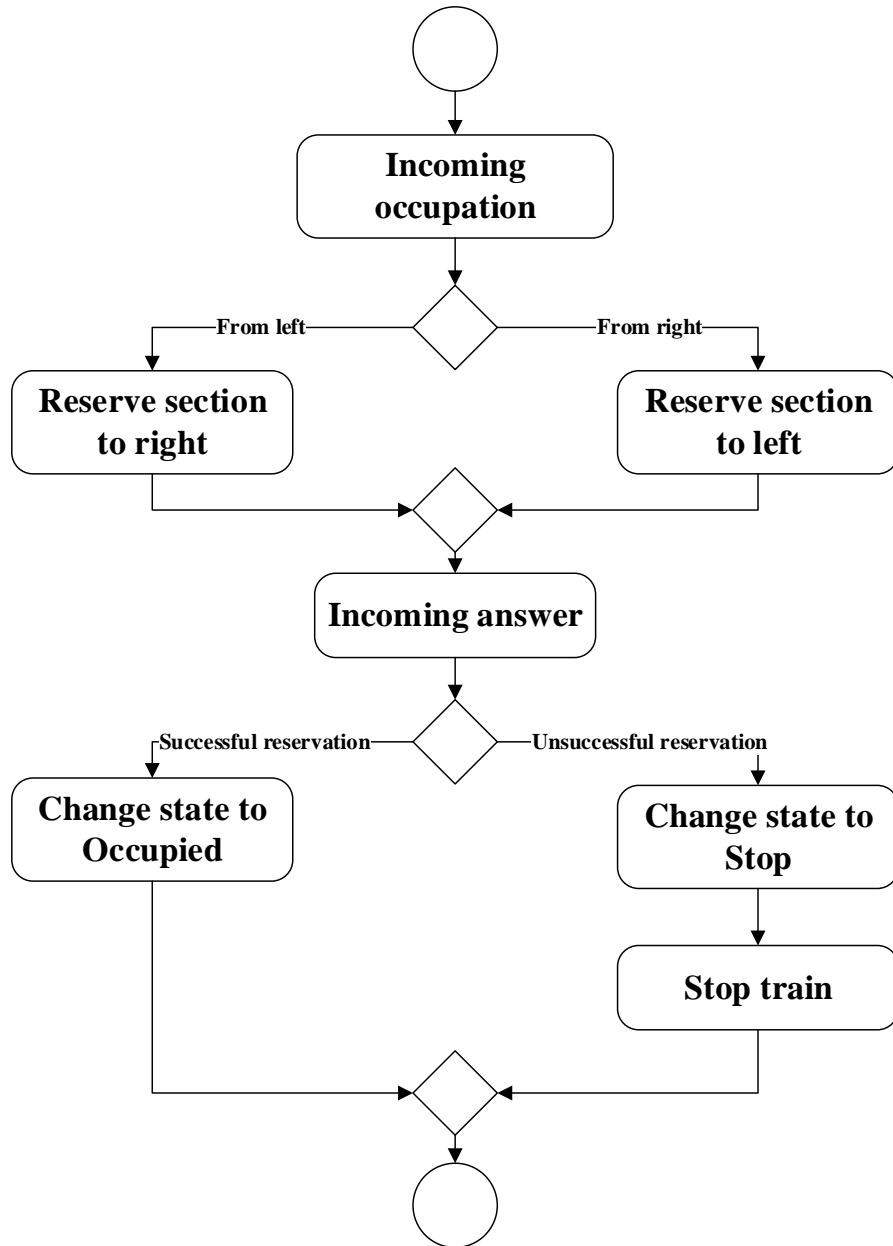 Incoming
occupation
From left
From right
Reserve section
to right
Reserve section
to left
Incoming answer
Successful reservation
Unsuccessful reservation
Change state to
Occupied
Change state to
Stop
Stop train